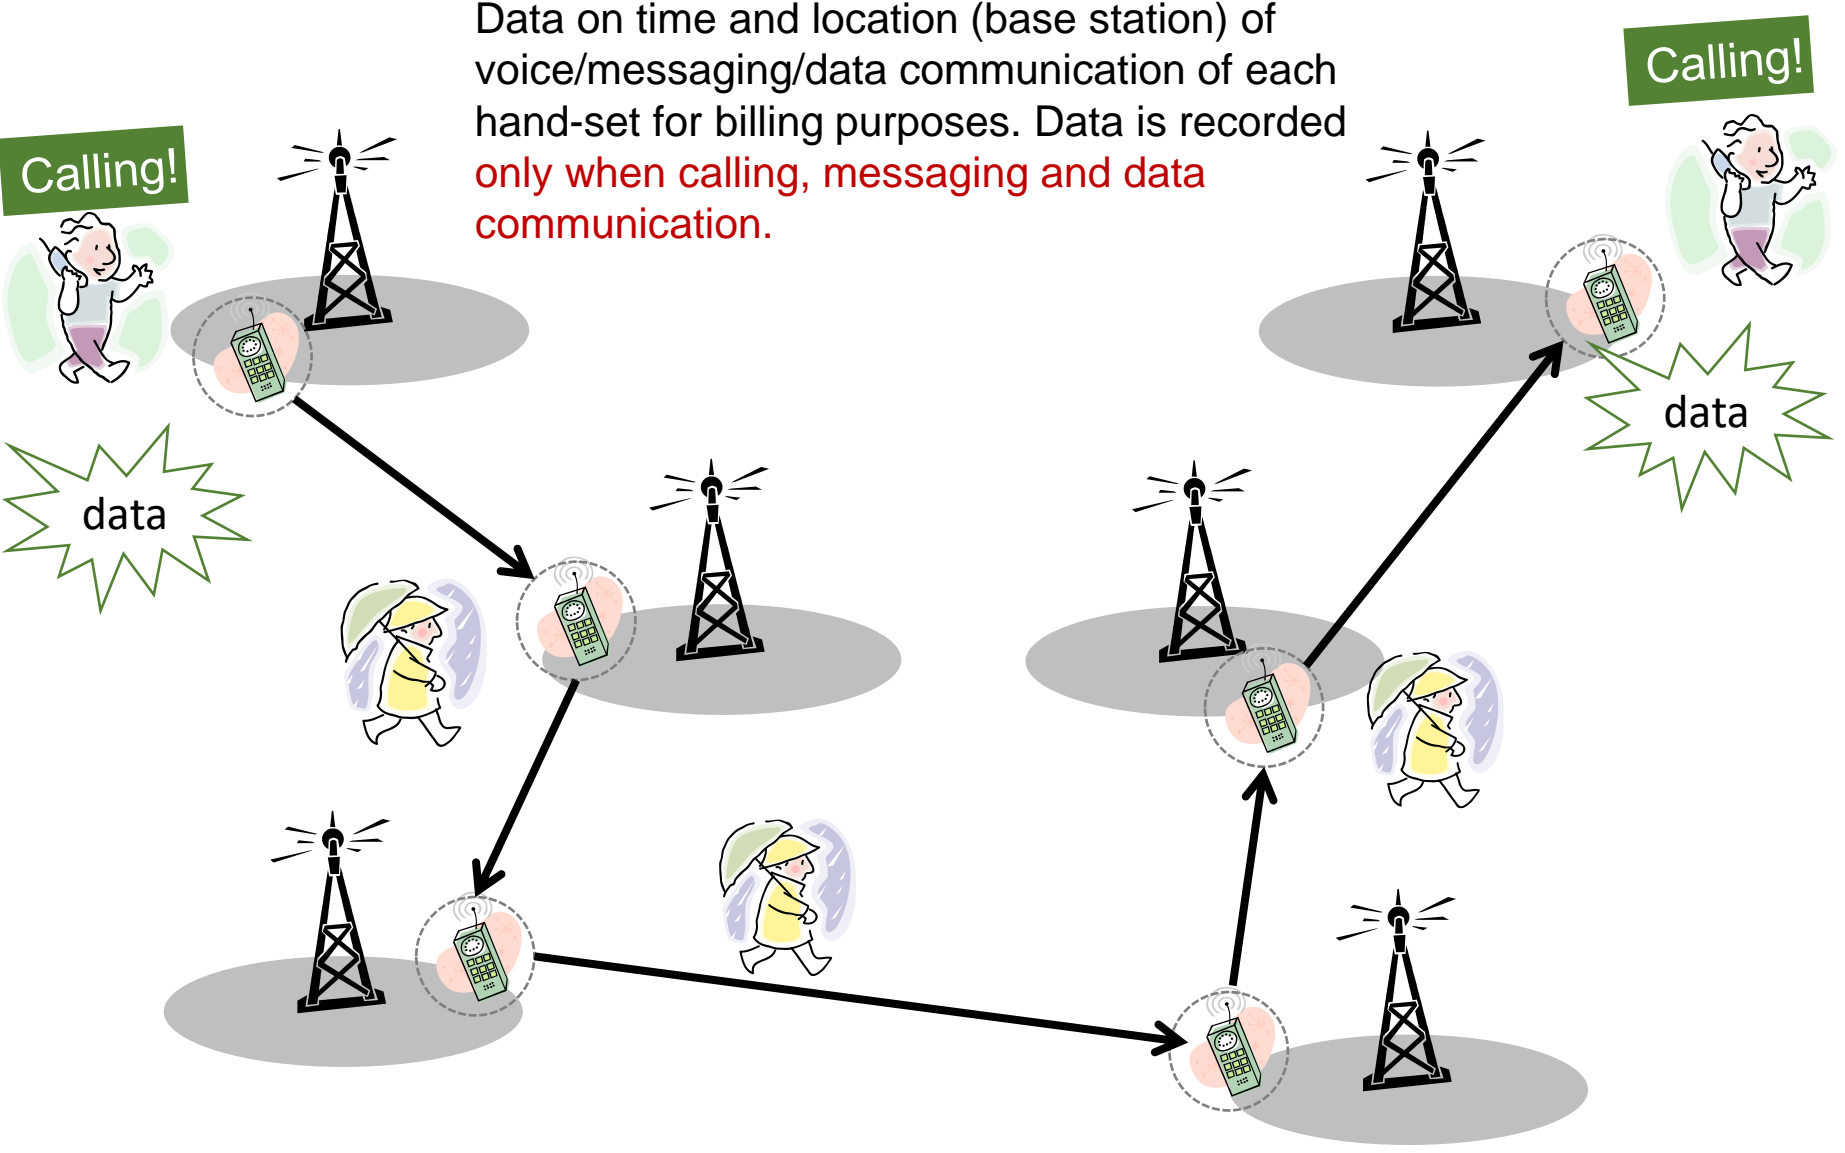 Data on time and location (base station) of
voice/messaging/data communication of each
hand-set for billing purposes. Data is recorded
only when calling, messaging and data
communication.
Calling!
Calling!
data
data